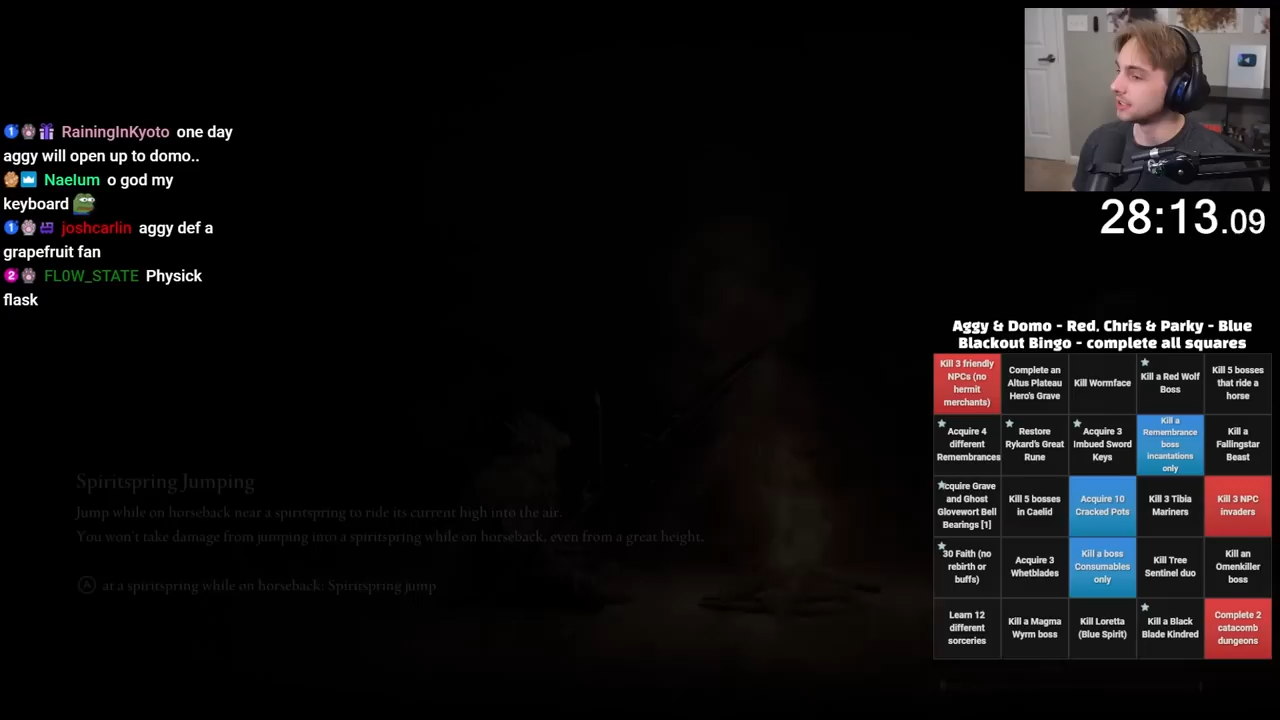 RainingInKyoto one day
aggy will open up to domo..
Naelum o god my
keyboard
joshcarlin aggy def a
grapefruit fan
FL0W_STATE Physick
flask
28:13.09
Aggy & Domo - Red. Chris & Parky - Blue
Blackout Bingo - complete all squares
Kill 3 friendly
NPCs (no
hermit
merchants)
Complete an
Altus Plateau
Hero's Grave
Kill Wormface
Kill a Red Wolf
Boss
Kill 5 bosses
that ride a
horse
Acquire 4
different
Remembrances
Restore
Rykard's Great
Rune
Acquire 3
Imbued Sword
Keys
Kill a
Remembrance
boss
incantations
only
Kill a
Fallingstar
Beast
Acquire Grave
and Ghost
Glovewort Bell
Bearings [1]
Kill 5 bosses
in Caelid
Acquire 10
Cracked Pots
Kill 3 Tibia
Mariners
Kill 3 NPC
invaders
30 Faith (no
rebirth or
buffs)
Acquire 3
Whetblades
Kill a boss
Consumables
only
Kill Tree
Sentinel duo
Kill an
Omenkiller
boss
Learn 12
different
sorceries
Kill a Magma
Wyrm boss
Kill Loretta
(Blue Spirit)
Kill a Black
Blade Kindred
Complete 2
catacomb
dungeons
Spiritspring Jumping
Jump while on horseback near a spiritspring to ride its current high into the air.
You won't take damage from jumping into a spiritspring while on horseback, even from a great height.
A at a spiritspring while on horseback: Spiritspring jump